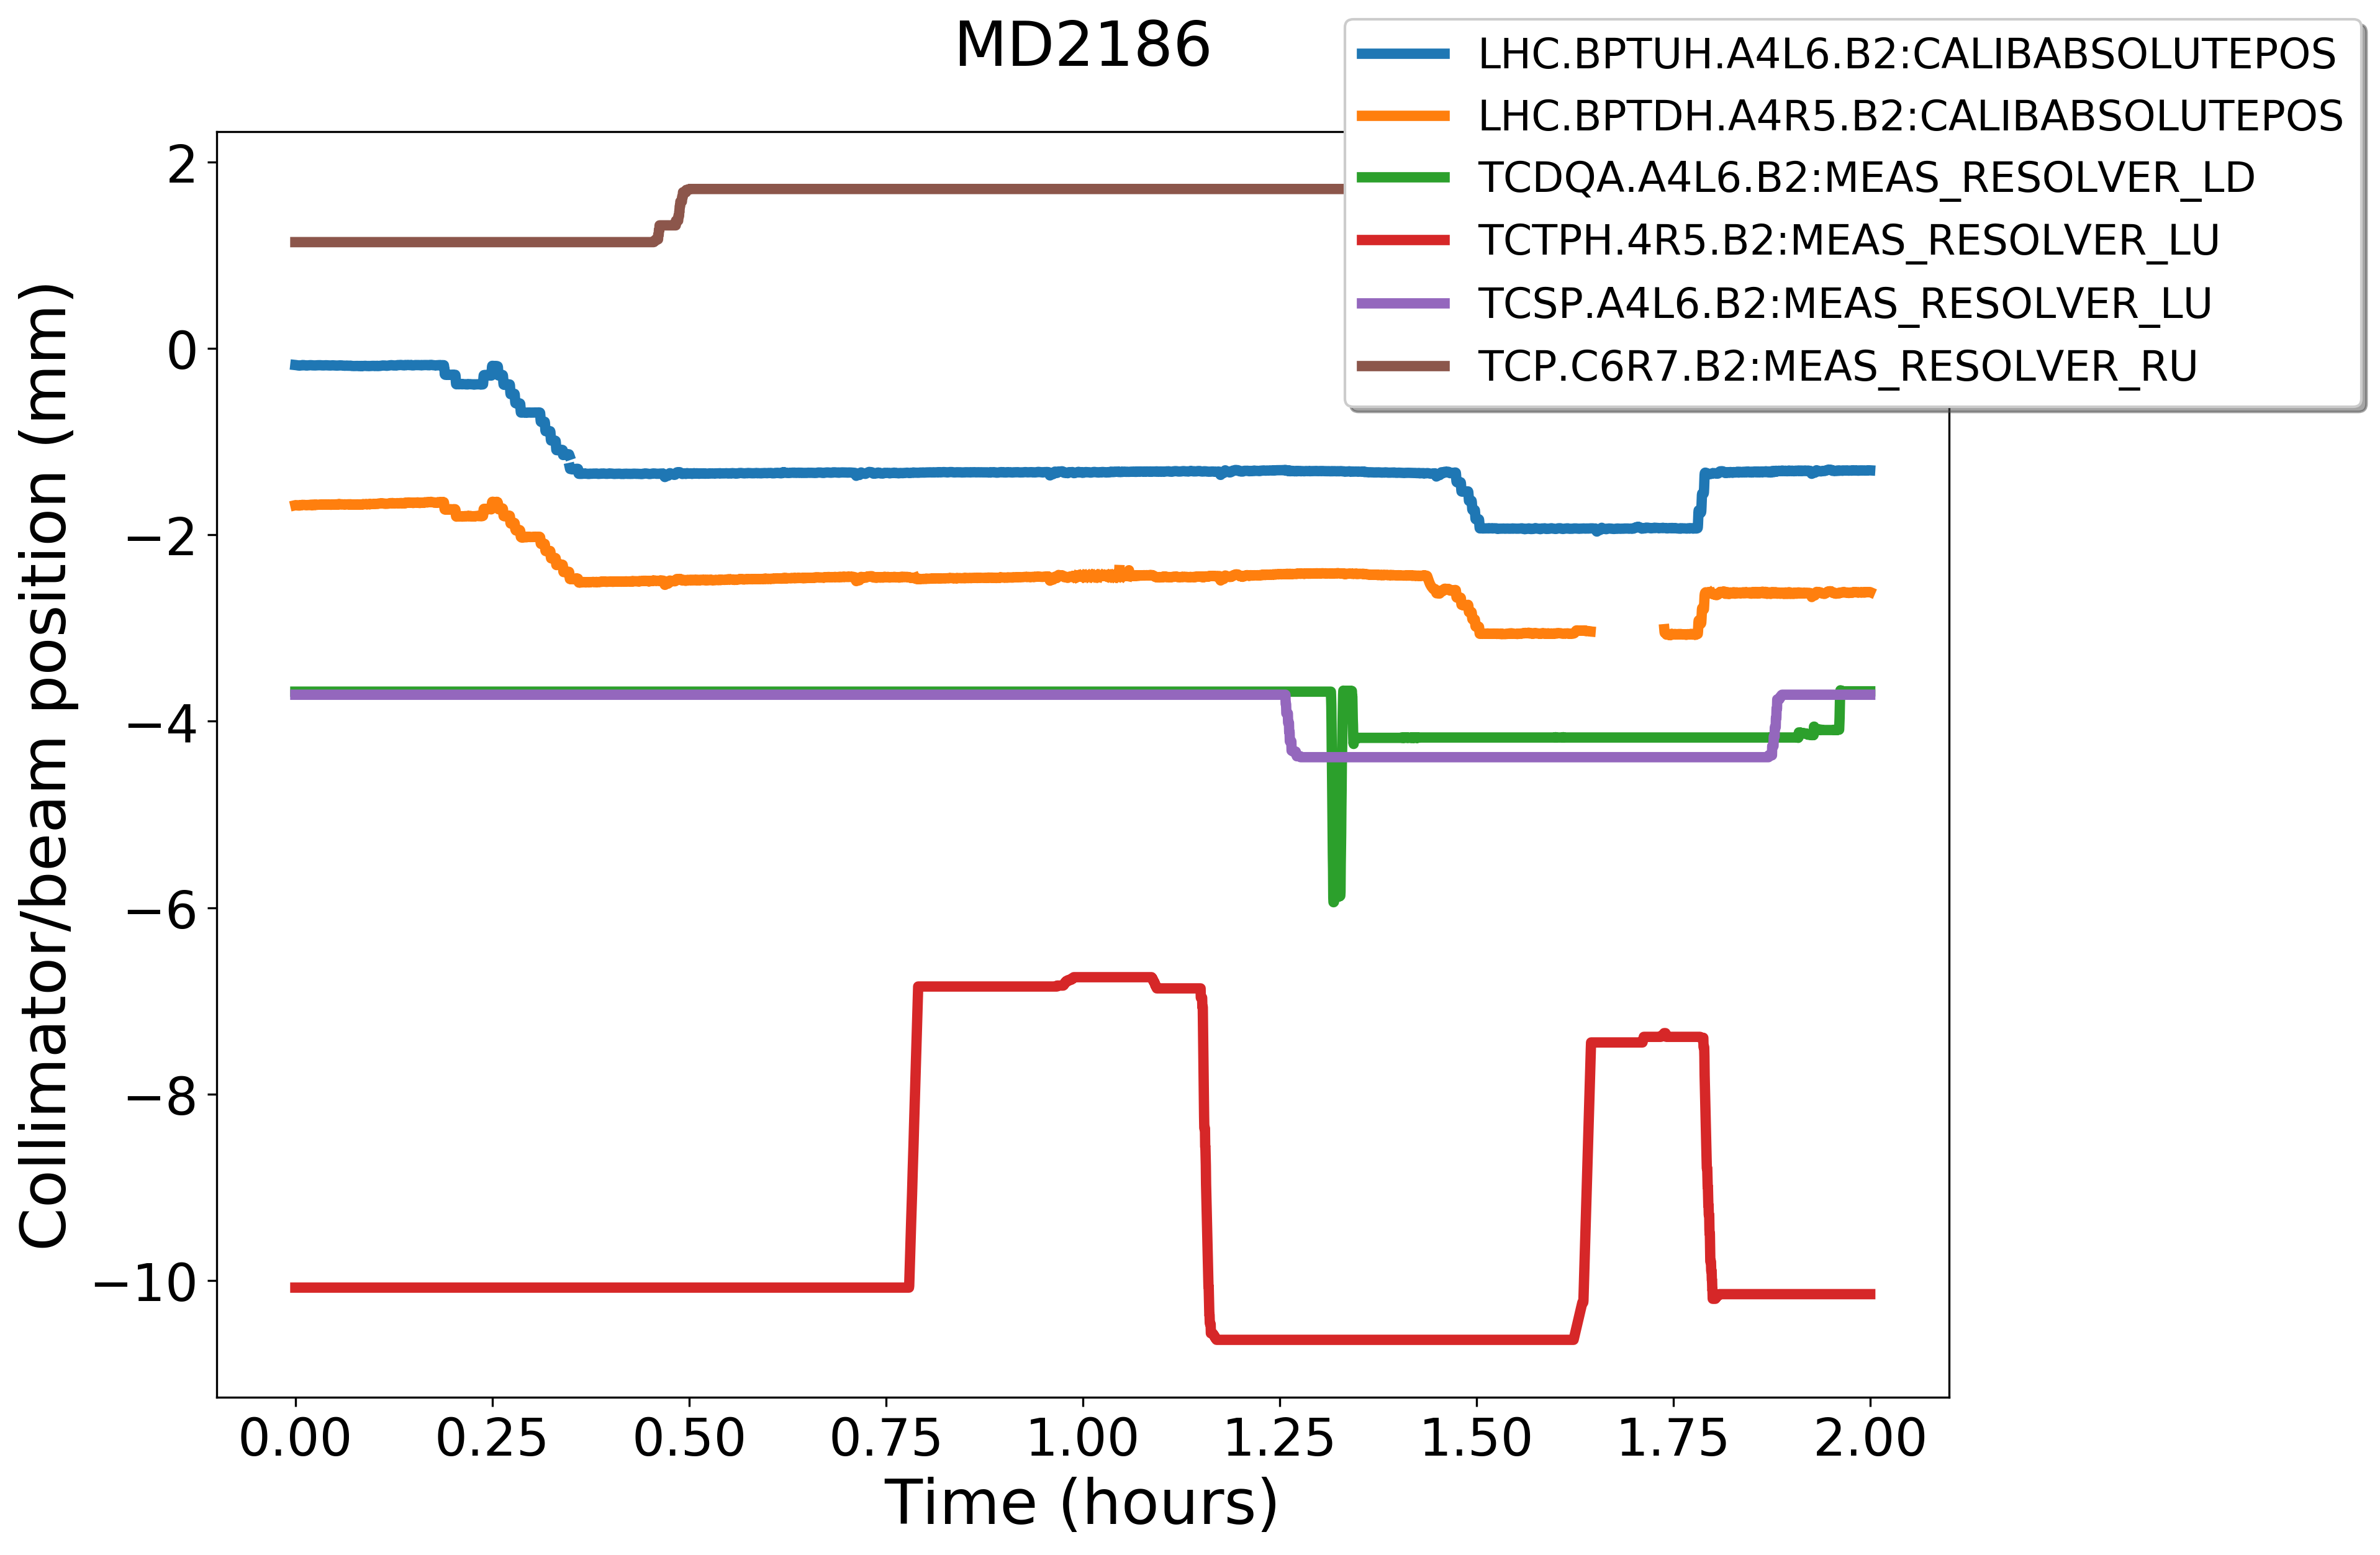 MD2186
LHC.BPTUH.A4L6.B2:CALIBABSOLUTEPOS
LHC.BPTDH.A4R5.B2:CALIBABSOLUTEPOS
TCDQA.A4L6.B2:MEAS_RESOLVER_LD
TCTPH.4R5.B2:MEAS_RESOLVER_LU
TCSP.A4L6.B2:MEAS_RESOLVER_LU
TCP.C6R7.B2:MEAS_RESOLVER_RU
Collimator/beam position (mm)
2
0
−2
−4
−6
−8
−10
0.00 0.25 0.50 0.75 1.00 1.25 1.50 1.75 2.00
Time (hours)